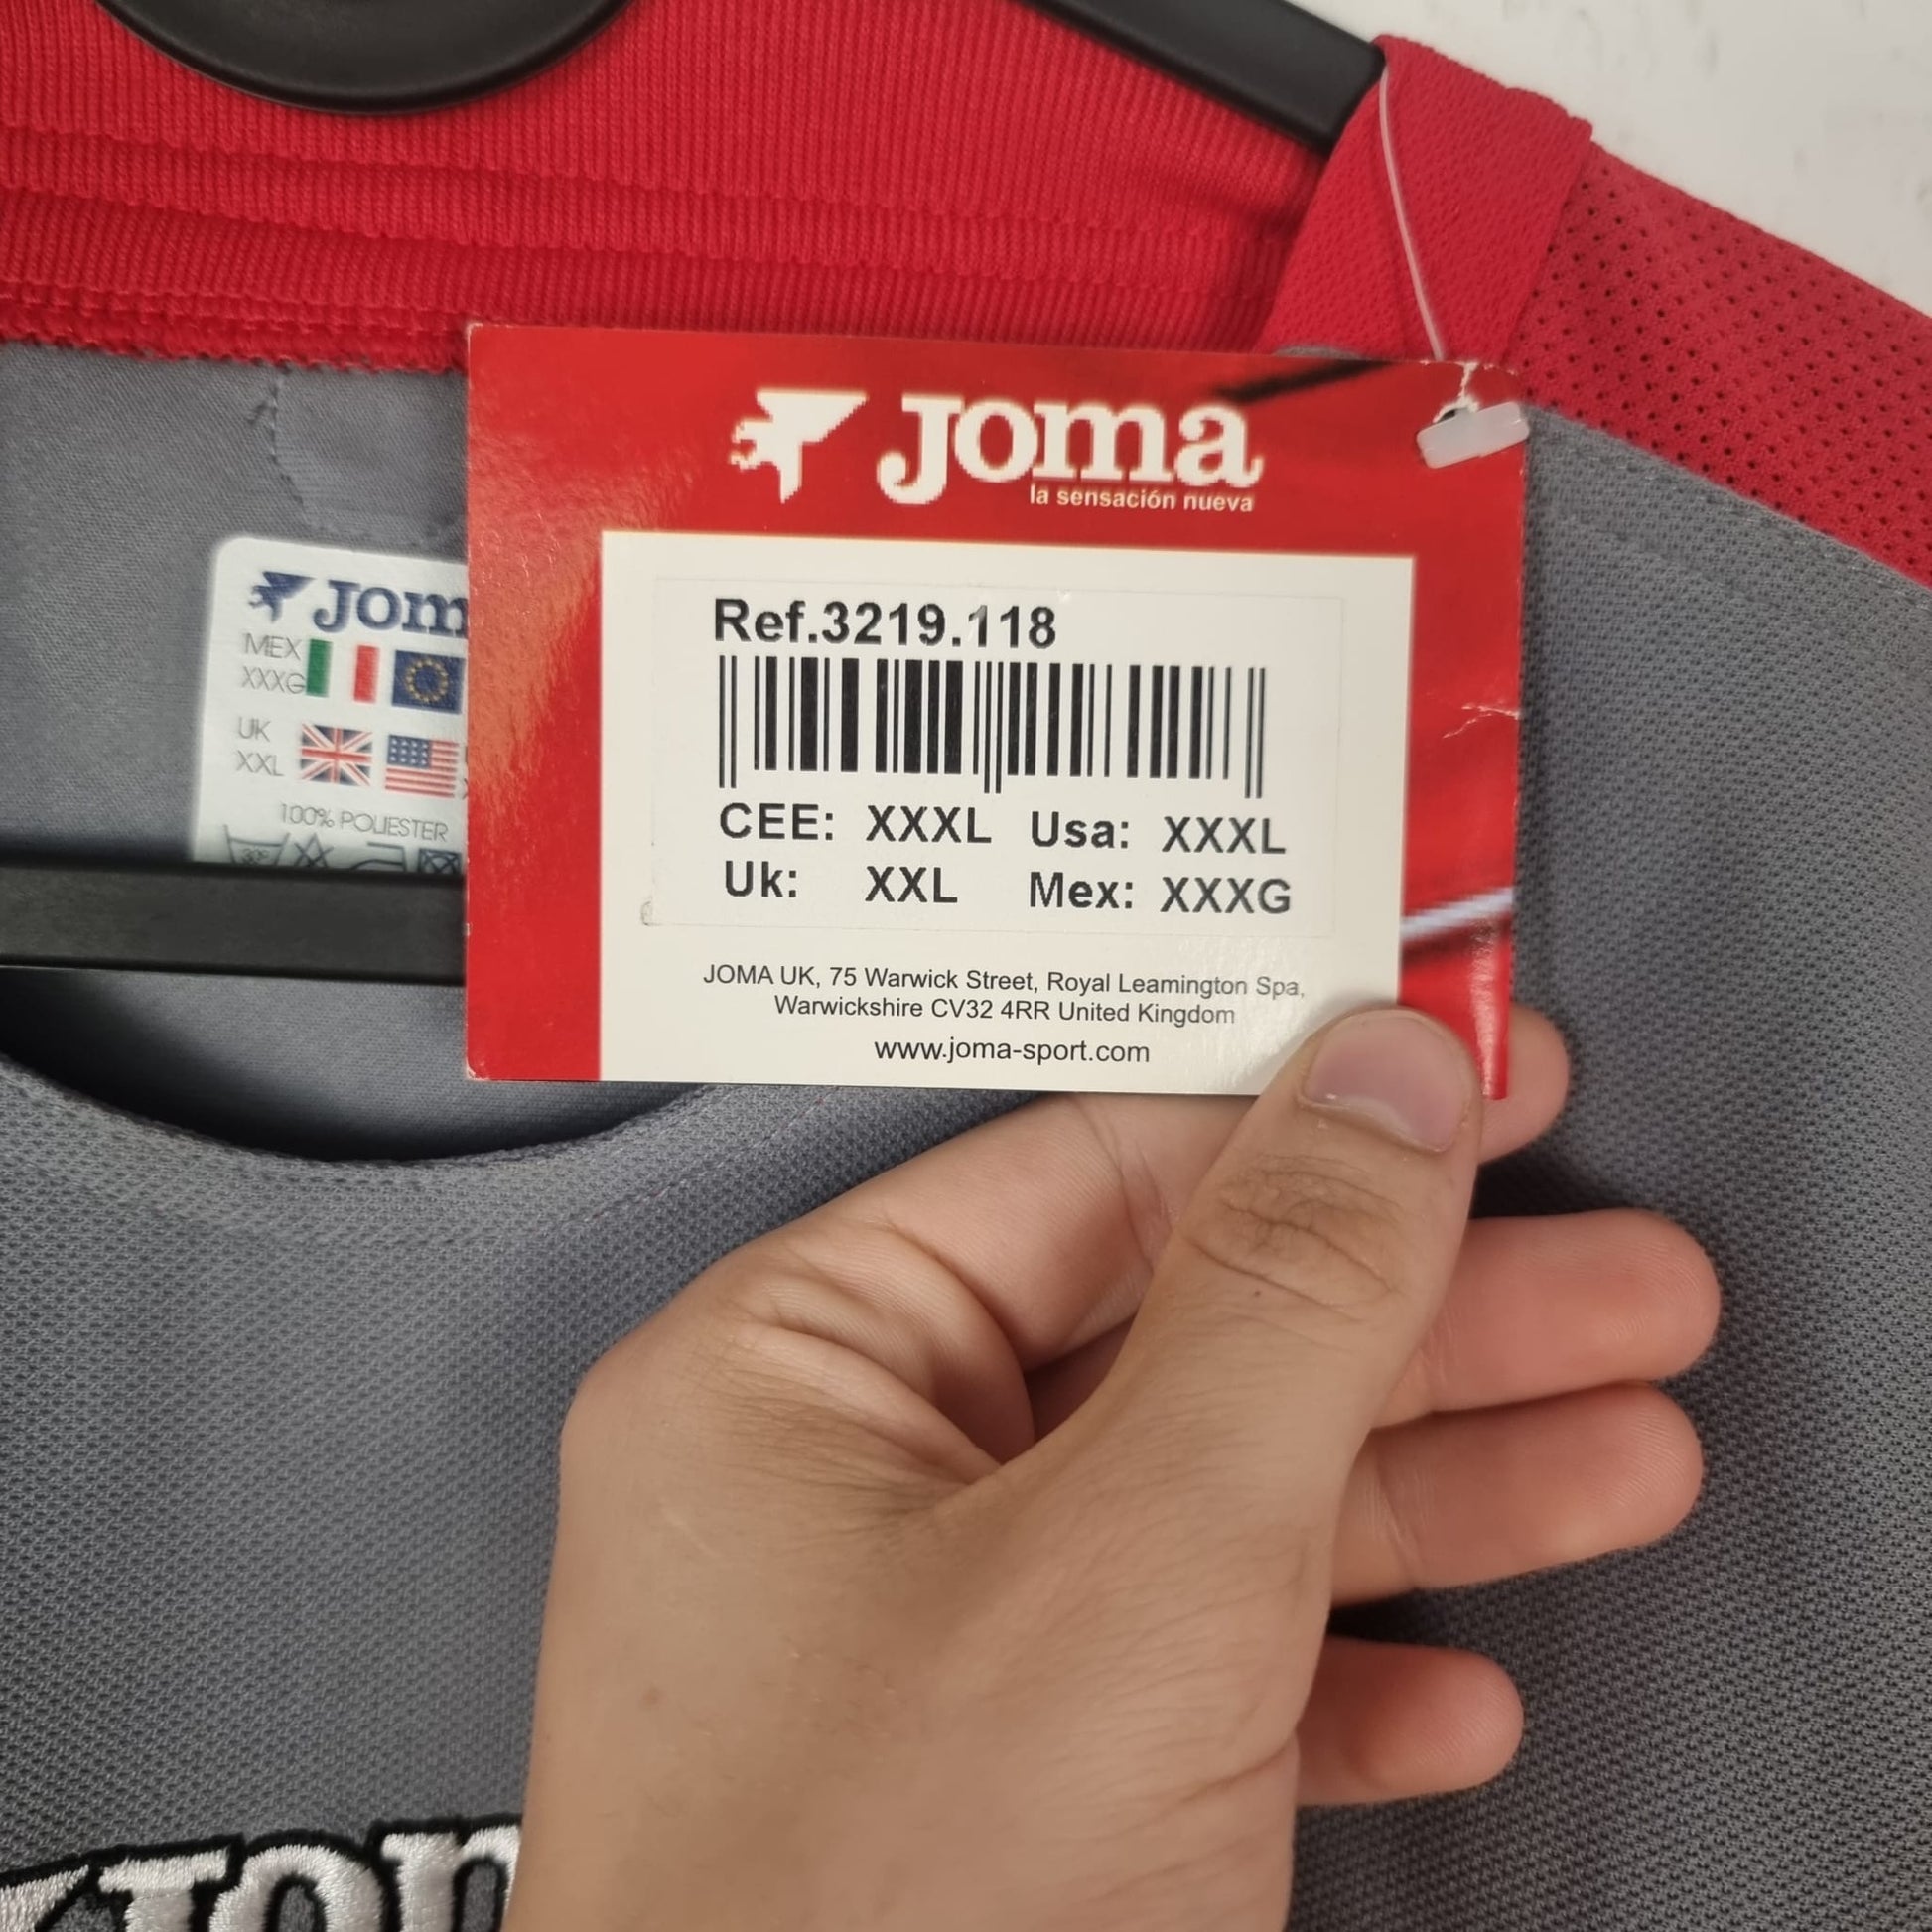 Joma
la sensación nueva
Ref.3219.118
CEE: XXXL Usa: XXXL
Uk: XXL Mex: XXXG
JOMA UK, 75 Warwick Street, Royal Leamington Spa,
Warwickshire CV32 4RR United Kingdom
www.joma-sport.com
Jom
MEX
XXXG
UK
XXL
100% POLIESTER